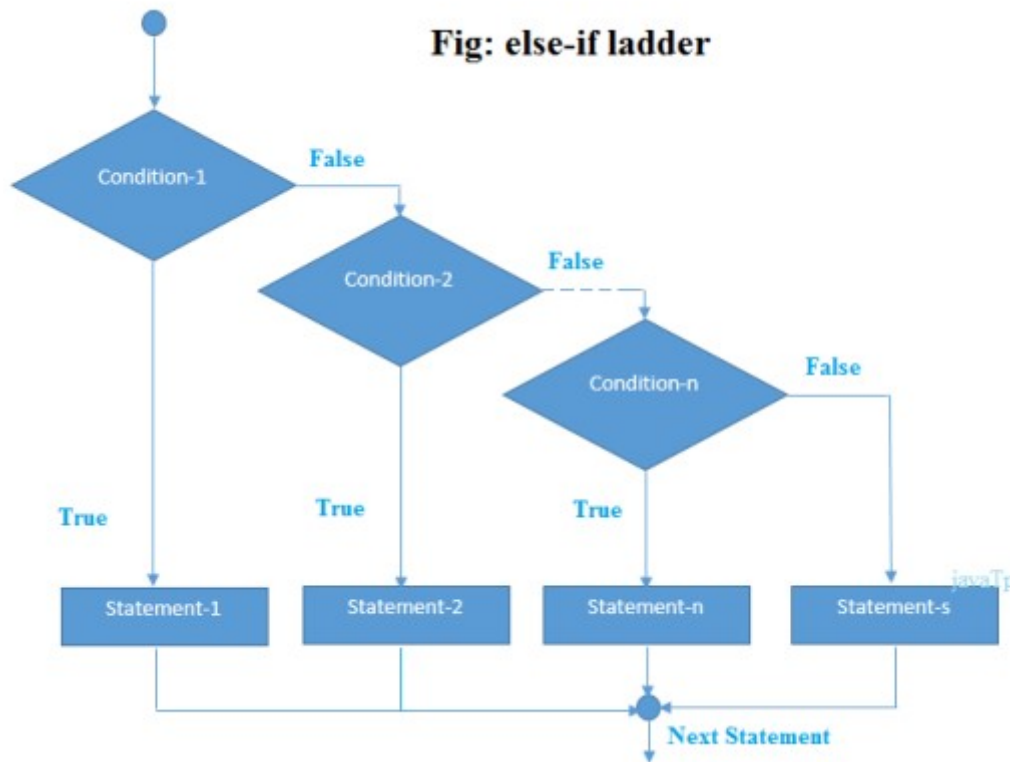 Fig: else-if ladder
False
Condition-1
False
Condition-2
False
Condition-n
True
True
True
Statement-1
Statement-2
Statement-n
Statement-s
Next Statement